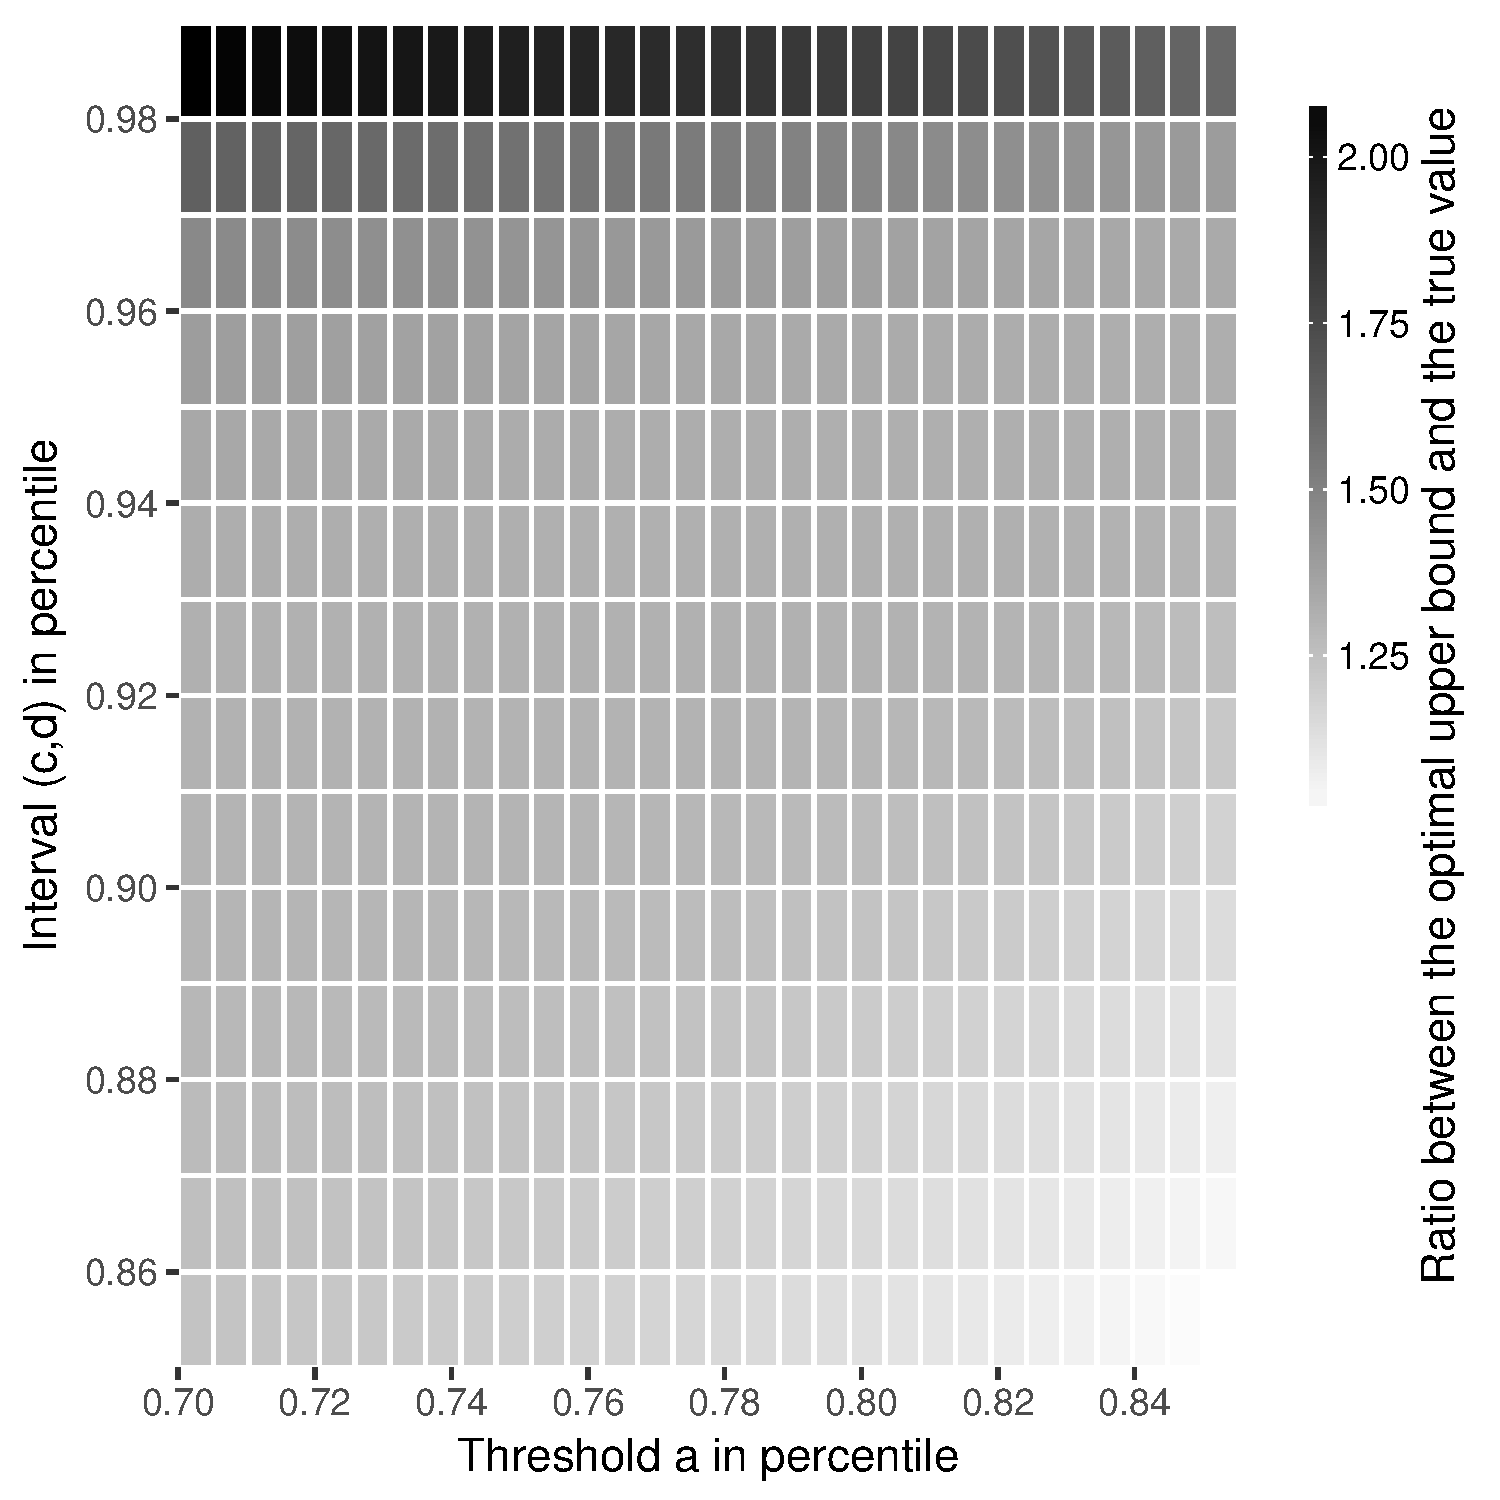 Interval (c,d) in percentile
0.98
0.96
0.94
0.92
0.90
0.88
0.86
0.70 0.72 0.74 0.76 0.78 0.80 0.82 0.84
Threshold a in percentile
2.00
1.75
1.50
1.25
Ratio between the optimal upper bound and the true value